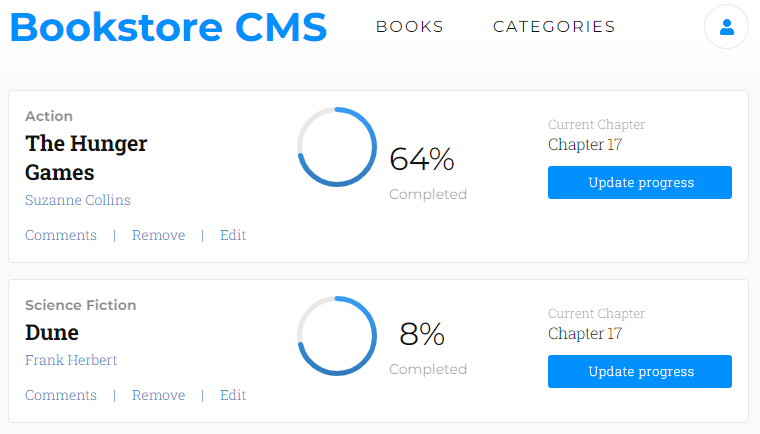 Bookstore CMS BOOKS CATEGORIES
Action
The Hunger
Games
Suzanne Collins
Comments | Remove | Edit
64%
Completed
Current Chapter
Chapter 17
Update progress
Science Fiction
Dune
Frank Herbert
Comments | Remove | Edit
8%
Completed
Current Chapter
Chapter 17
Update progress